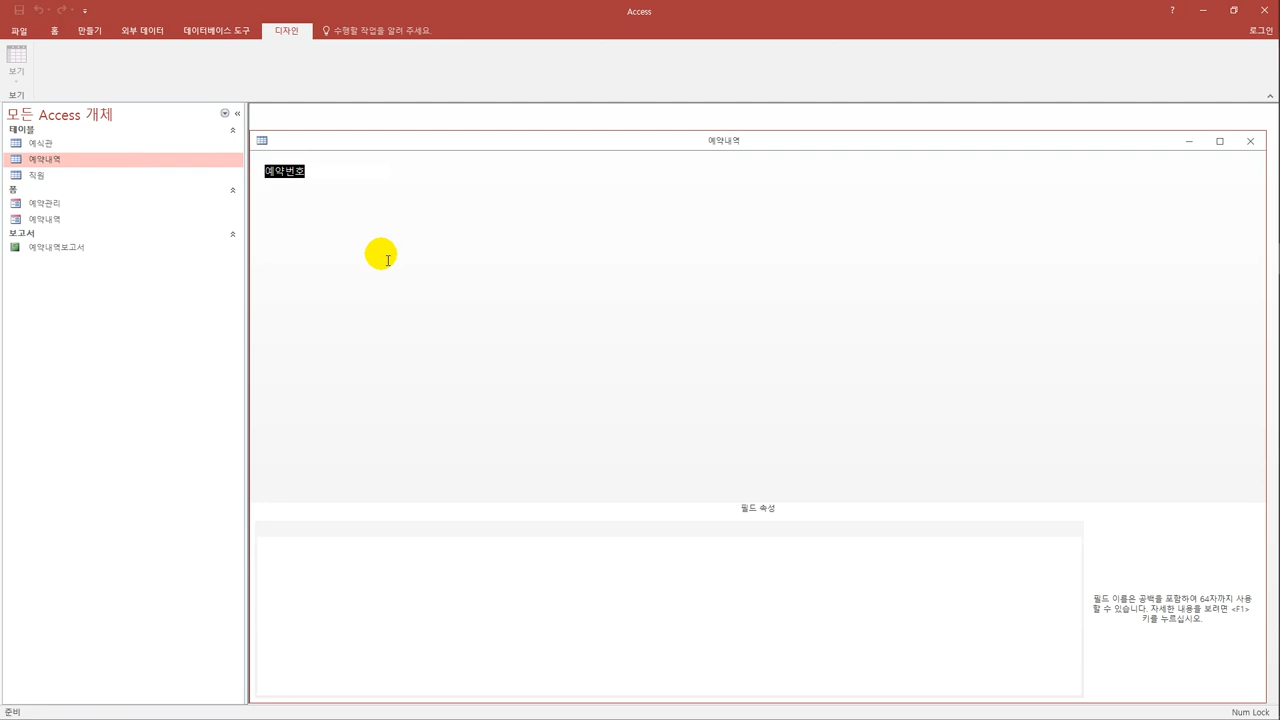 Access
?
파일 홈 만들기 외부 데이터 데이터베이스 도구 디자인 수행할 작업을 알려 주세요. 로그인
보기
보기
모든 Access 개체
테이블
예식관
예약내역
직원
폼
예약관리
예약내역
보고서
예약내역보고서
예약내역
예약번호
필드 속성
필드 이름은 공백을 포함하여 64자까지 사용
할 수 있습니다. 자세한 내용을 보려면 <F1>
키를 누르십시오.
준비
Num Lock